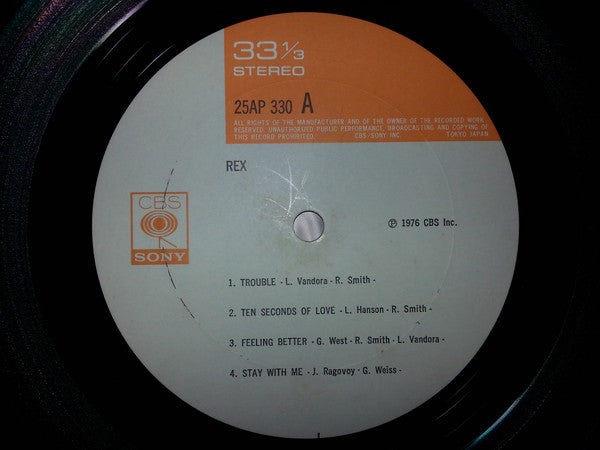 33 1/3
STEREO
25AP 330 A
ALL RIGHTS OF THE MANUFACTURER AND OF THE OWNER OF THE RECORDED WORK
RESERVED. UNAUTHORIZED PUBLIC PERFORMANCE, BROADCASTING AND COPYING OF
THIS RECORD PROHIBITED. CBS/SONY INC. TOKYO JAPAN
REX
CBS
SONY
℗ 1976 CBS Inc.
1. TROUBLE - L. Vandora - R. Smith -
2. TEN SECONDS OF LOVE - L. Hanson - R. Smith -
3. FEELING BETTER - G. West - R. Smith - L. Vandora -
4. STAY WITH ME - J. Ragovoy - G. Weiss -